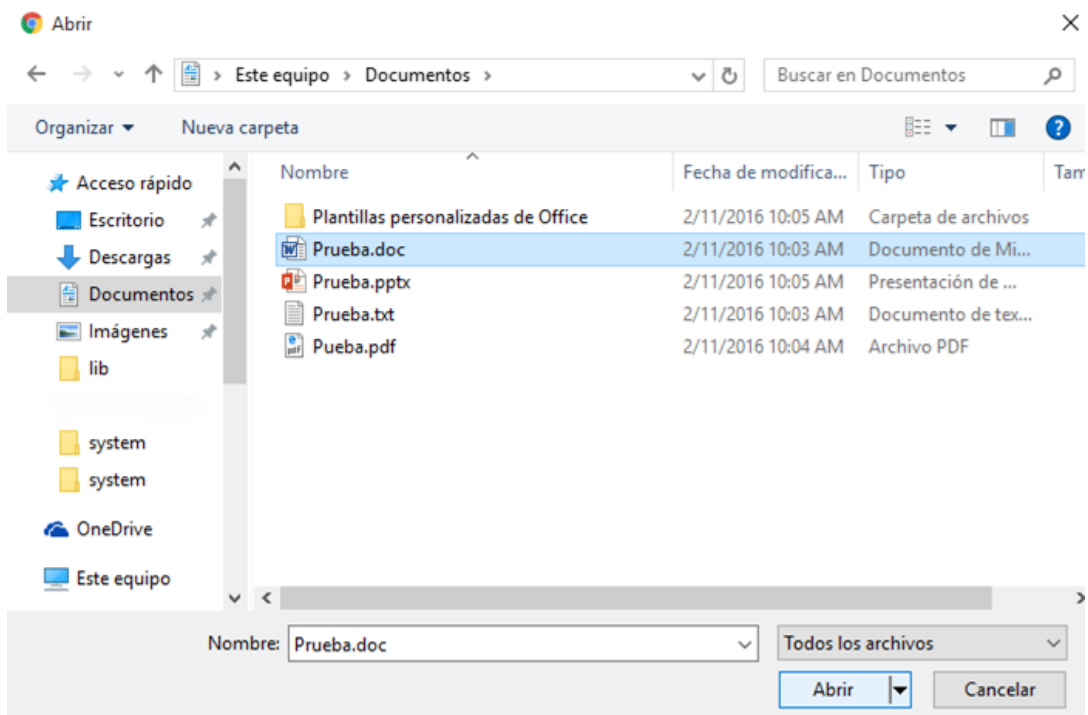 Abrir
Este equipo > Documentos >
Buscar en Documentos
Organizar
Nueva carpeta
Acceso rápido
Escritorio
Descargas
Documentos
Imágenes
lib
system
system
OneDrive
Este equipo
Nombre Fecha de modifica... Tipo Tam
Plantillas personalizadas de Office 2/11/2016 10:05 AM Carpeta de archivos
Prueba.doc 2/11/2016 10:03 AM Documento de Mi...
Prueba.pptx 2/11/2016 10:05 AM Presentación de ...
Prueba.txt 2/11/2016 10:03 AM Documento de tex...
Pueba.pdf 2/11/2016 10:04 AM Archivo PDF
Nombre: Prueba.doc
Todos los archivos
Abrir
Cancelar